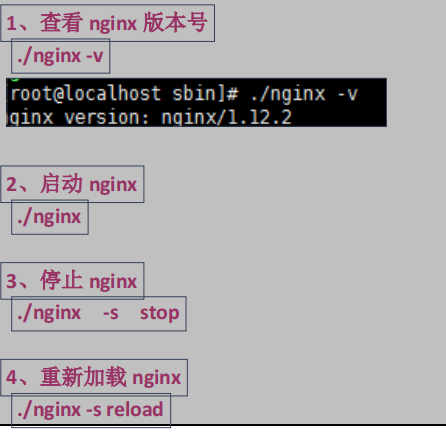 1、查看 nginx 版本号
./nginx -v
root@localhost sbin]# ./nginx -v
ginx version: nginx/1.12.2
2、启动 nginx
./nginx
3、停止 nginx
./nginx -s stop
4、重新加载 nginx
./nginx -s reload